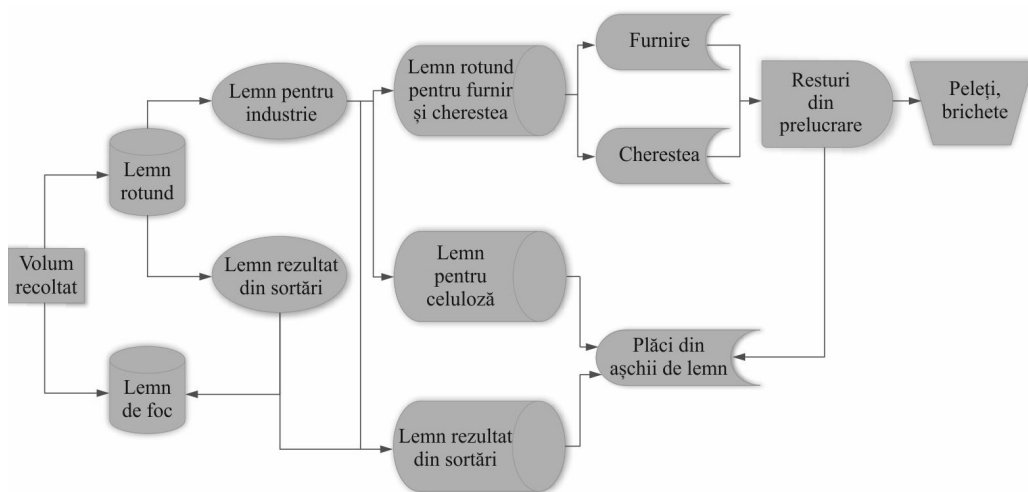 Volum
recoltat
Lemn
rotund
Lemn
de foc
Lemn pentru
industrie
Lemn rezultat
din sortări
Lemn rotund
pentru furnir
și cherestea
Lemn
pentru
celuloză
Lemn rezultat
din sortări
Furnire
Cherestea
Plăci din
așchii de lemn
Resturi
din
prelucrare
Peleți,
brichete